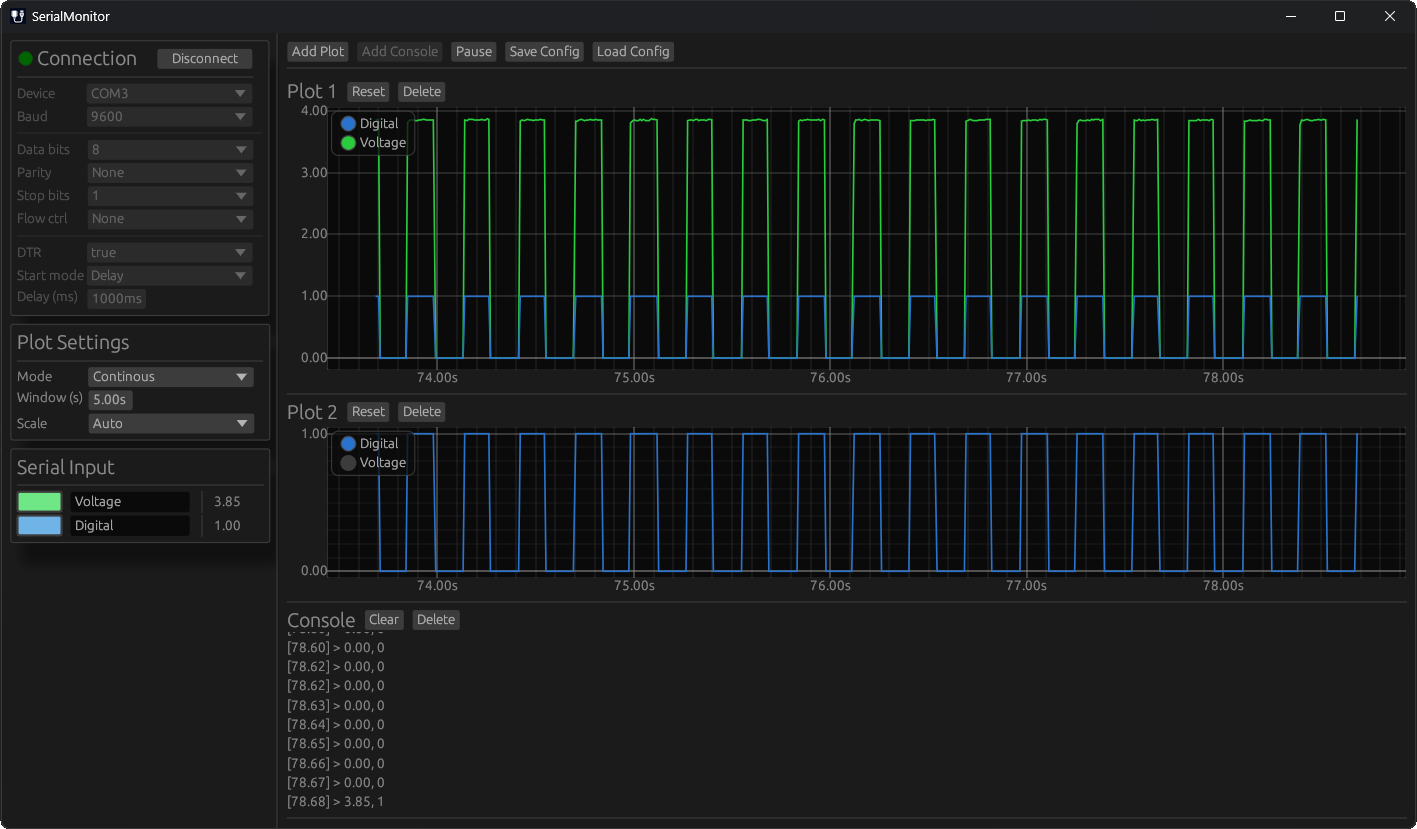 SerialMonitor
Connection Disconnect
Device COM3
Baud 9600
Data bits 8
Parity None
Stop bits 1
Flow ctrl None
DTR true
Start mode Delay
Delay (ms) 1000ms
Plot Settings
Mode Continous
Window (s) 5.00s
Scale Auto
Serial Input
Voltage 3.85
Digital 1.00
Add Plot Add Console Pause Save Config Load Config
Plot 1 Reset Delete
4.00
Digital
Voltage
3.00
2.00
1.00
0.00
74.00s 75.00s 76.00s 77.00s 78.00s
Plot 2 Reset Delete
1.00
Digital
Voltage
0.00
74.00s 75.00s 76.00s 77.00s 78.00s
Console Clear Delete
[78.60] > 0.00, 0
[78.62] > 0.00, 0
[78.62] > 0.00, 0
[78.63] > 0.00, 0
[78.64] > 0.00, 0
[78.65] > 0.00, 0
[78.66] > 0.00, 0
[78.67] > 0.00, 0
[78.68] > 3.85, 1